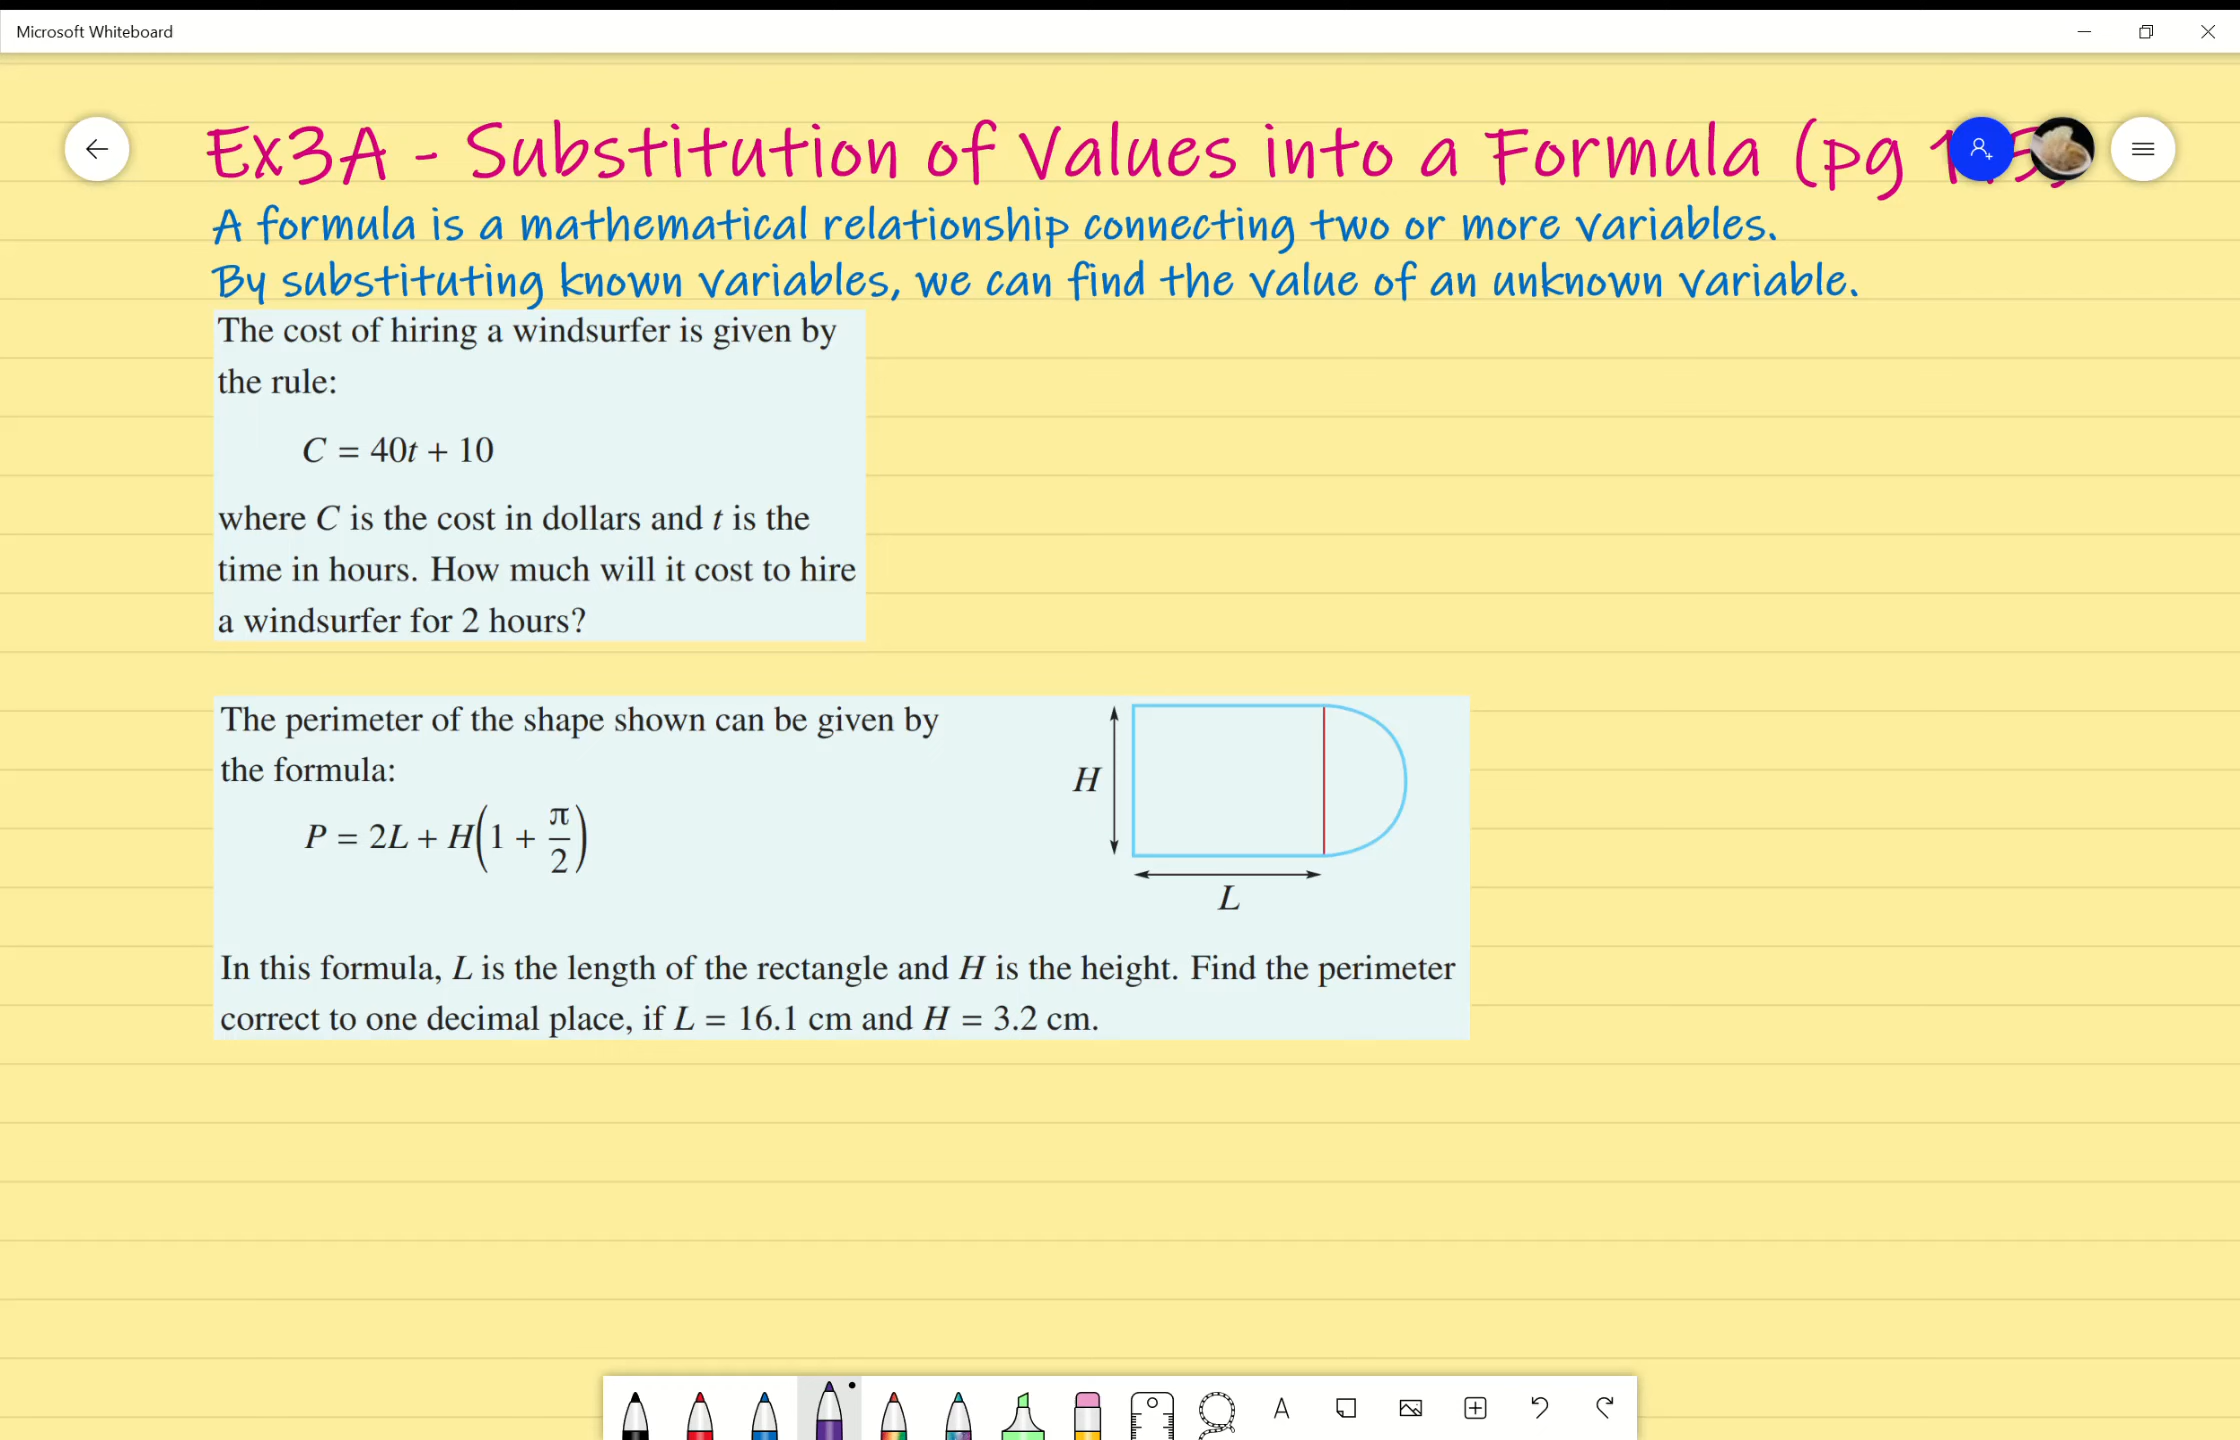 Microsoft Whiteboard
Ex3A - Substitution of Values into a Formula (pg
A formula is a mathematical relationship connecting two or more variables.
By substituting known variables, we can find the value of an unknown variable.
The cost of hiring a windsurfer is given by
the rule:
C = 40t + 10
where C is the cost in dollars and t is the
time in hours. How much will it cost to hire
a windsurfer for 2 hours?
The perimeter of the shape shown can be given by
the formula:
P = 2L + H(1 + π/2)
H
L
In this formula, L is the length of the rectangle and H is the height. Find the perimeter
correct to one decimal place, if L = 16.1 cm and H = 3.2 cm.
A